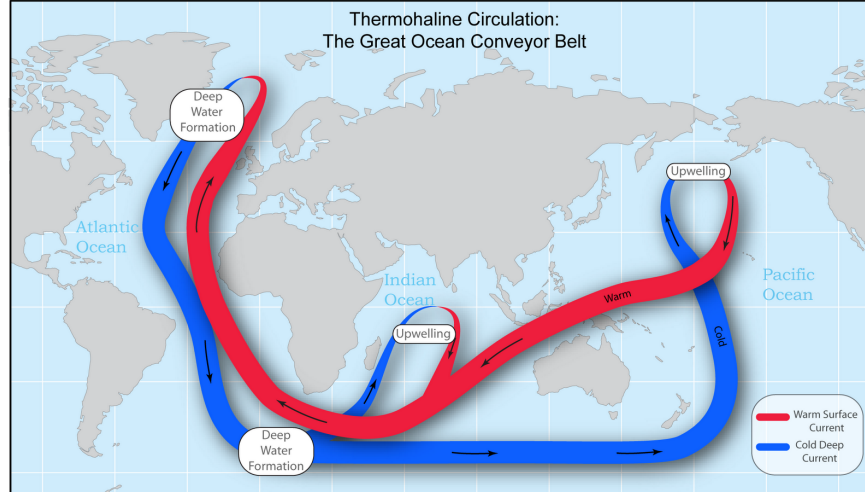 Thermohaline Circulation:
The Great Ocean Conveyor Belt
Deep
Water
Formation
Atlantic
Ocean
Upwelling
Indian
Ocean
Upwelling
Warm
Pacific
Ocean
Cold
Deep
Water
Formation
Warm Surface
Current
Cold Deep
Current